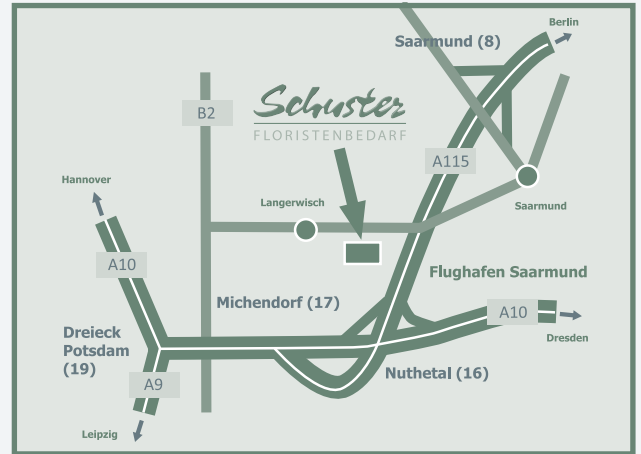 Berlin
Saarmund (8)
B2
Schuster
FLORISTENBEDARF
A115
Hannover
Langerwisch
Saarmund
A10
Flughafen Saarmund
Michendorf (17)
A10
Dreieck
Potsdam
(19)
Dresden
A9
Nuthetal (16)
Leipzig